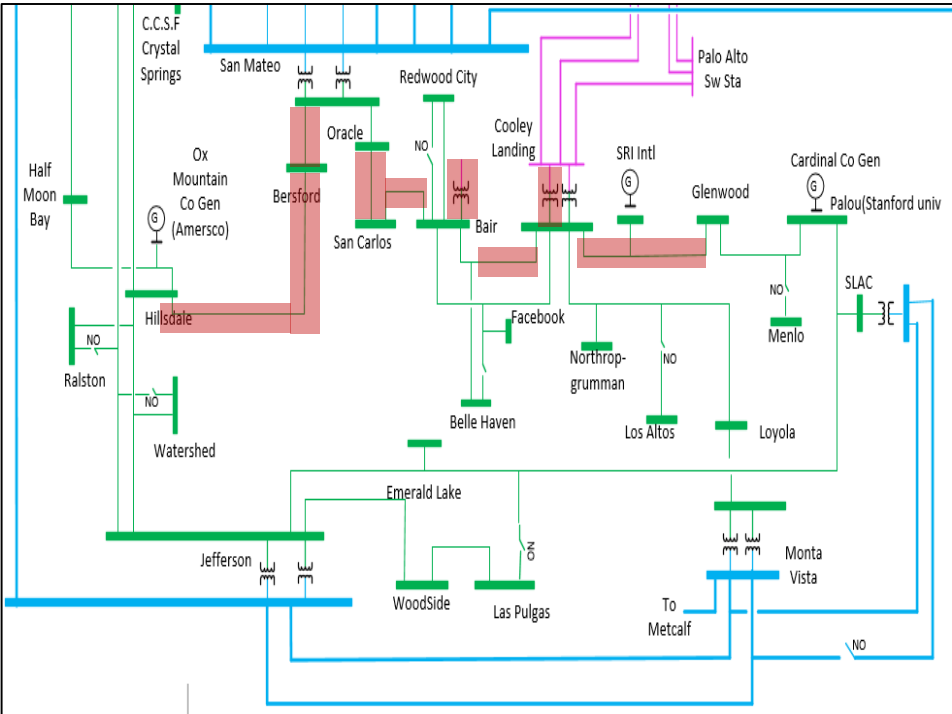 C.C.S.F
Crystal
Springs
San Mateo
Redwood City
Palo Alto
Sw Sta
Oracle
NO
Cooley
Landing
SRI Intl
G
Cardinal Co Gen
G
Half
Moon
Bay
Ox
Mountain
Co Gen
(Amersco)
G
Bersford
Glenwood
Palou(Stanford univ
San Carlos
Bair
SLAC
NO
Menlo
Hillsdale
Facebook
NO
Ralston
Northrop-
grumman
NO
NO
Watershed
Belle Haven
Los Altos
Loyola
Emerald Lake
Jefferson
NO
Monta
Vista
WoodSide
Las Pulgas
To
Metcalf
NO